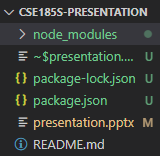 CSE185S-PRESENTATION
node_modules
~$presentation.... U
package-lock.json U
package.json U
presentation.pptx M
README.md